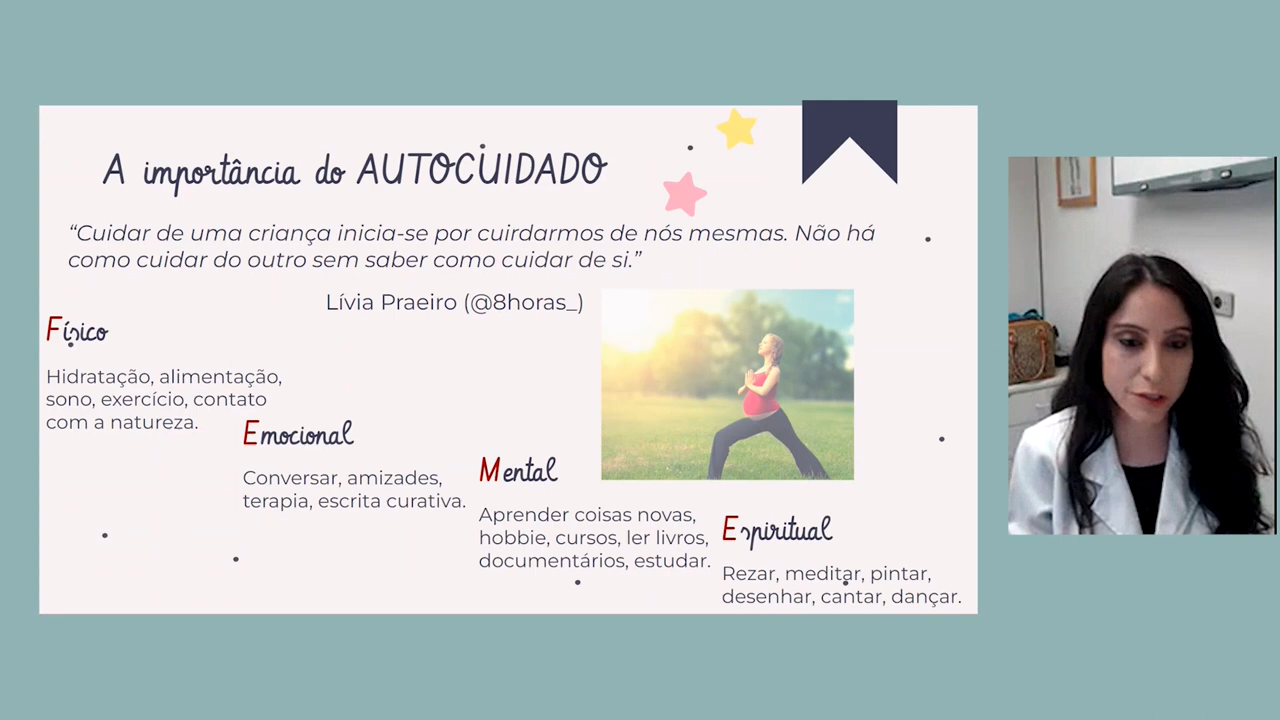 A importância do AUTOCUIDADO
“Cuidar de uma criança inicia-se por cuirdarmos de nós mesmas. Não há
como cuidar do outro sem saber como cuidar de si.”
Lívia Praeiro (@8horas_)
Físico
Hidratação, alimentação,
sono, exercício, contato
com a natureza.
Emocional
Conversar, amizades,
terapia, escrita curativa.
Mental
Aprender coisas novas,
hobbie, cursos, ler livros,
documentários, estudar.
Espiritual
Rezar, meditar, pintar,
desenhar, cantar, dançar.